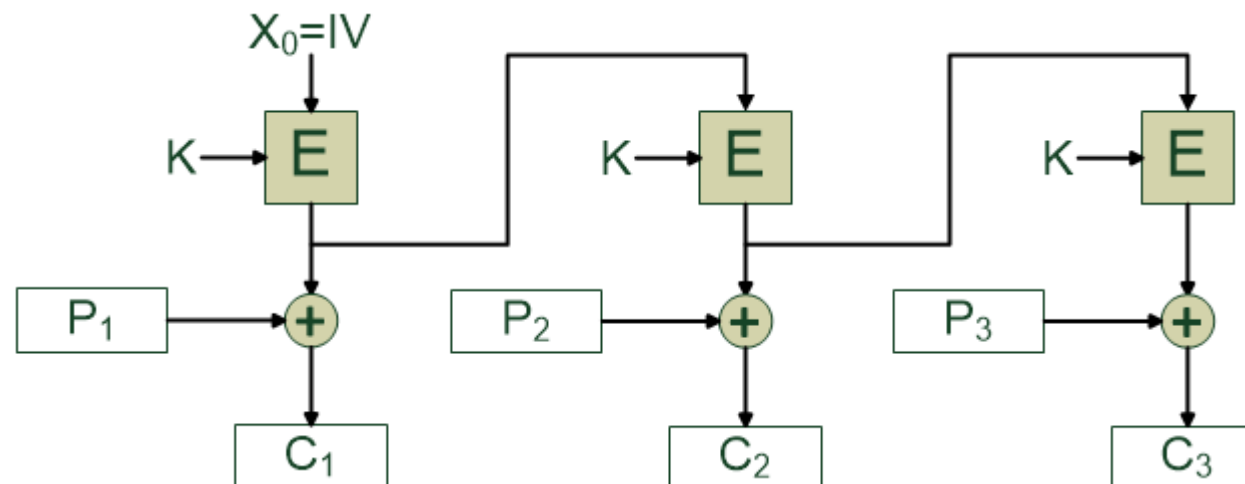 X₀=IV
K E K E K E
P₁ + P₂ + P₃ +
C₁ C₂ C₃